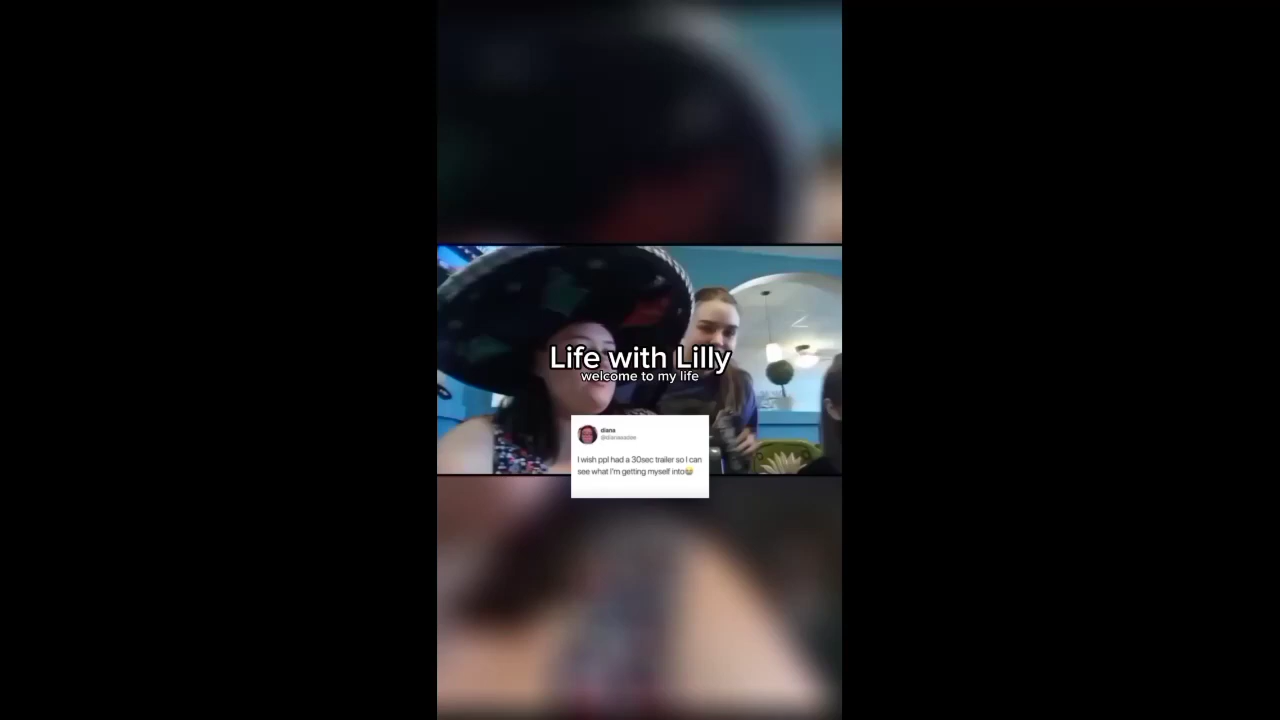 Life with Lilly
welcome to my life
diana
I wish ppl had a 30sec trailer so I can
see what I'm getting myself into😂